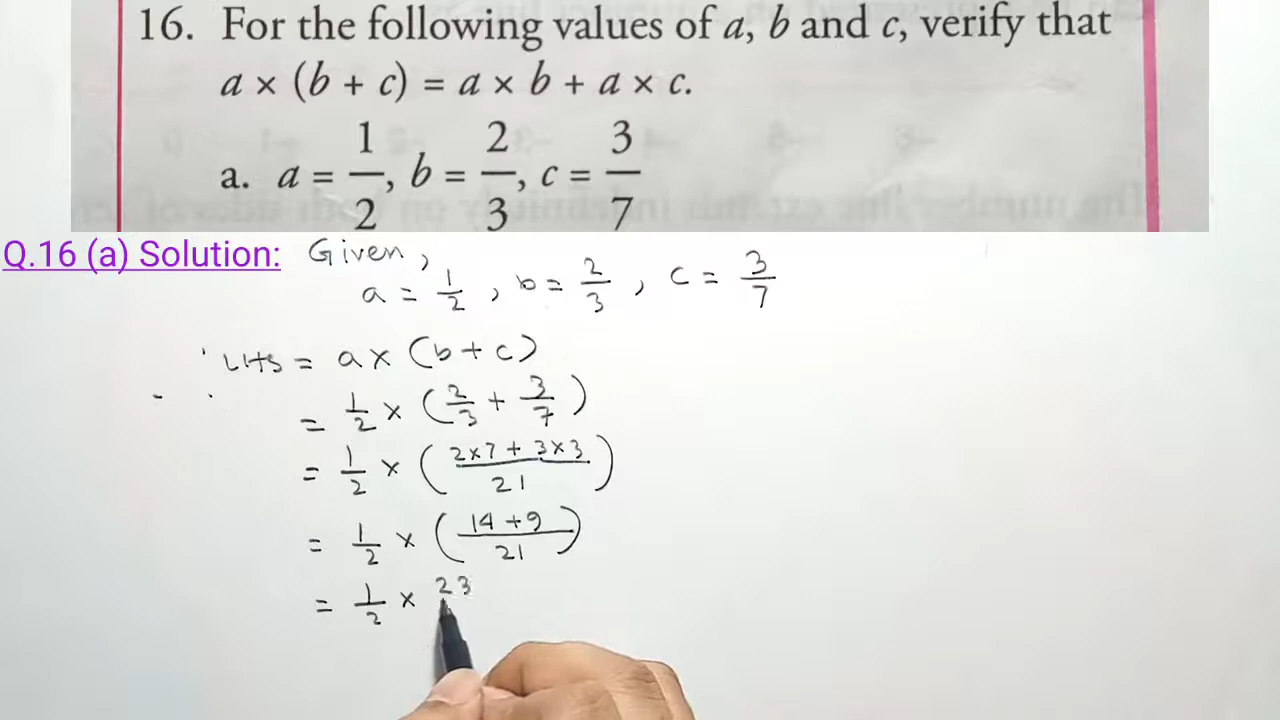 16. For the following values of a, b and c, verify that
a × (b + c) = a × b + a × c.
a. a = 1/2, b = 2/3, c = 3/7
Q.16 (a) Solution: Given,
a = 1/2, b = 2/3, c = 3/7
LHS = a × (b + c)
= 1/2 × (2/3 + 3/7)
= 1/2 × (2×7 + 3×3/21)
= 1/2 × (14 + 9/21)
= 1/2 × 23